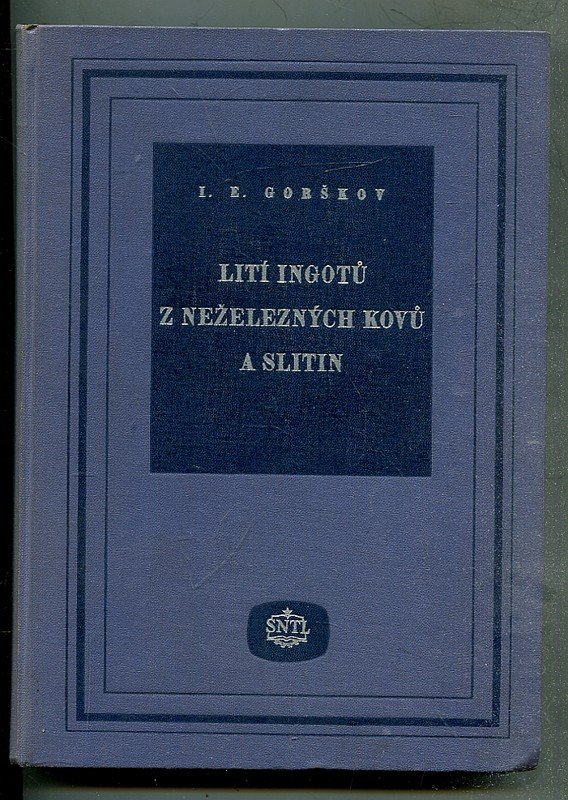 I. E. GORŠKOV
LITÍ INGOTŮ
Z NEŽELEZNÝCH KOVŮ
A SLITIN
SNTL